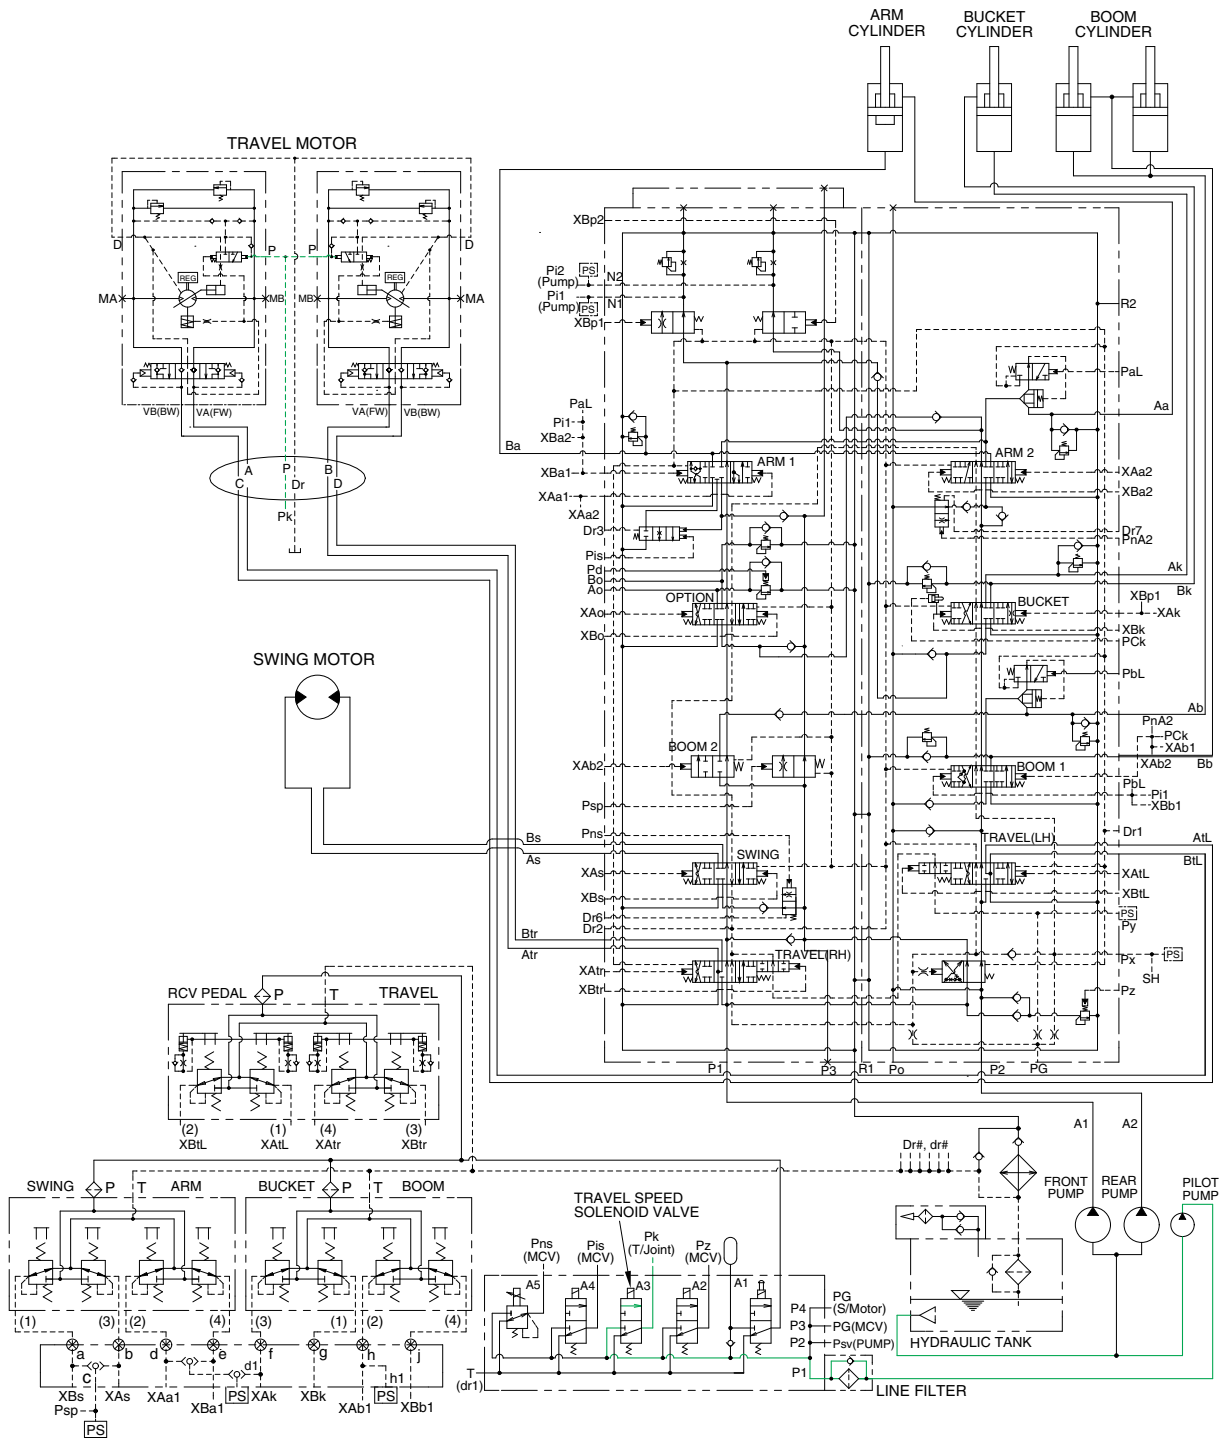 ARM
CYLINDER
BUCKET
CYLINDER
BOOM
CYLINDER
TRAVEL MOTOR
D
P
P
D
REG
REG
MA
MB
MB
MA
VB(BW)
VA(FW)
VA(FW)
VB(BW)
A
P
B
C
Dr
D
Pk
SWING MOTOR
XBp2
Pi2
(Pump)
PS
N2
Pi1
(Pump)
PS
N1
XBp1
R2
PaL
Aa
PaL
Pi1
XBa2
Ba
XBa1
XAa1
XAa2
ARM 1
ARM 2
XAa2
XBa2
Dr3
Dr7
PnA2
Pis
Pd
Bo
Ao
Ak
Bk
OPTION
BUCKET
XBp1
XAo
XAk
XBo
XBk
PCk
PbL
Ab
PnA2
PCk
XAb1
BOOM 2
BOOM 1
XAb2
XAb2
Bb
PbL
Pi1
XBb1
Psp
Pns
Dr1
Bs
As
SWING
TRAVEL(LH)
AtL
BtL
XAs
XAtL
XBs
XBtL
Dr6
Dr2
PS
Py
Btr
Atr
TRAVEL(RH)
XAtr
Px
PS
SH
XBtr
Pz
P1
P3
R1
Po
P2
PG
RCV PEDAL
P
T
TRAVEL
(2)
(1)
(4)
(3)
XBtL
XAtL
XAtr
XBtr
A1
A2
Dr#, dr#
FRONT
PUMP
REAR
PUMP
PILOT
PUMP
SWING
P
T
ARM
BUCKET
P
T
BOOM
(1)
(3)
(2)
(4)
(3)
(1)
(2)
(4)
a
b
d
e
f
g
h
j
c
d1
h1
XBs
XAs
XAa1
XBa1
PS
XAk
XBk
XAb1
PS
XBb1
Psp
PS
TRAVEL SPEED
SOLENOID VALVE
Pns
(MCV)
Pis
(MCV)
Pk
(T/Joint)
Pz
(MCV)
A5
A4
A3
A2
A1
P4
PG
(S/Motor)
P3
PG(MCV)
P2
Psv(PUMP)
P1
T
(dr1)
LINE FILTER
HYDRAULIC TANK